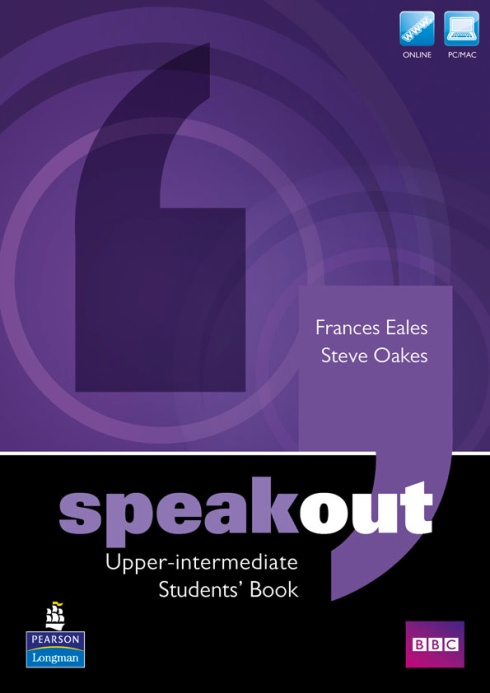 www
ONLINE
PC/MAC
Frances Eales
Steve Oakes
speakout
Upper-intermediate
Students' Book
PEARSON
Longman
BBC